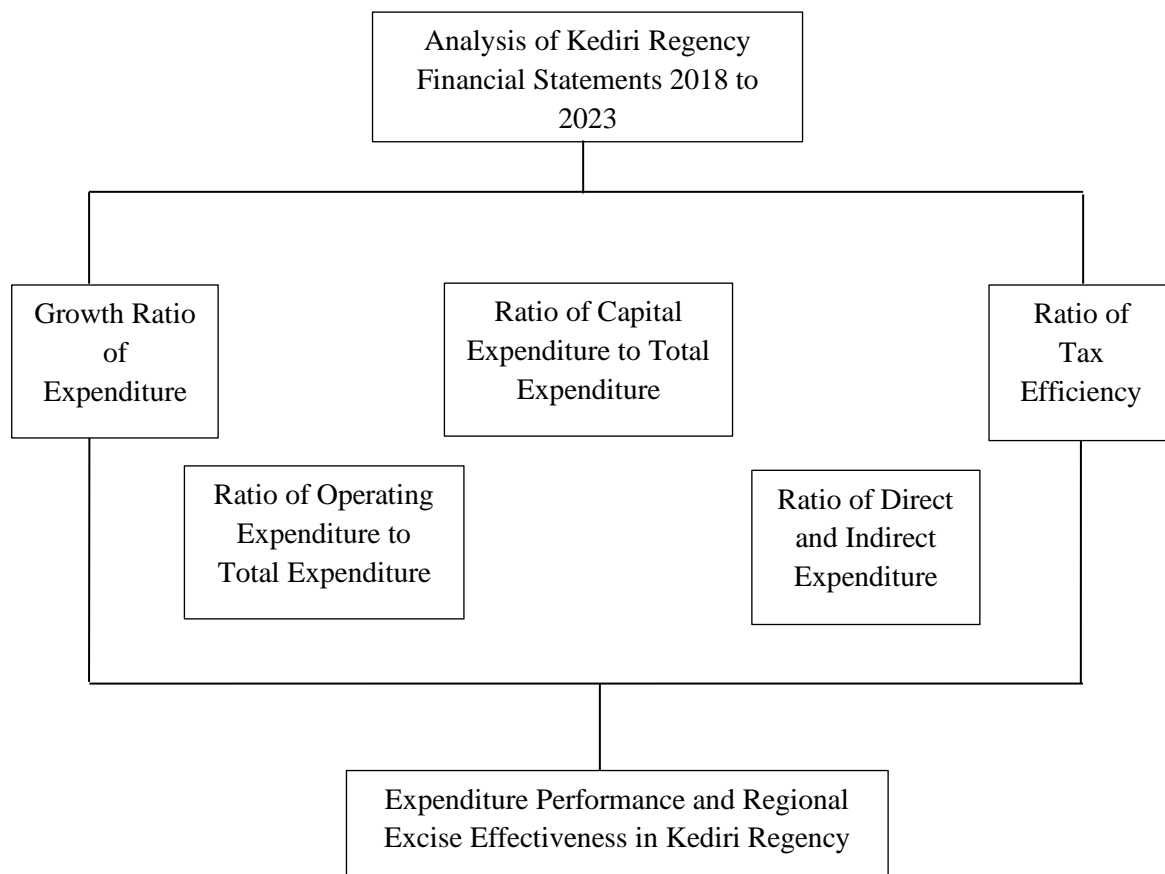 Analysis of Kediri Regency
Financial Statements 2018 to
2023
Growth Ratio
of
Expenditure
Ratio of Capital
Expenditure to Total
Expenditure
Ratio of
Tax
Efficiency
Ratio of Operating
Expenditure to
Total Expenditure
Ratio of Direct
and Indirect
Expenditure
Expenditure Performance and Regional
Excise Effectiveness in Kediri Regency